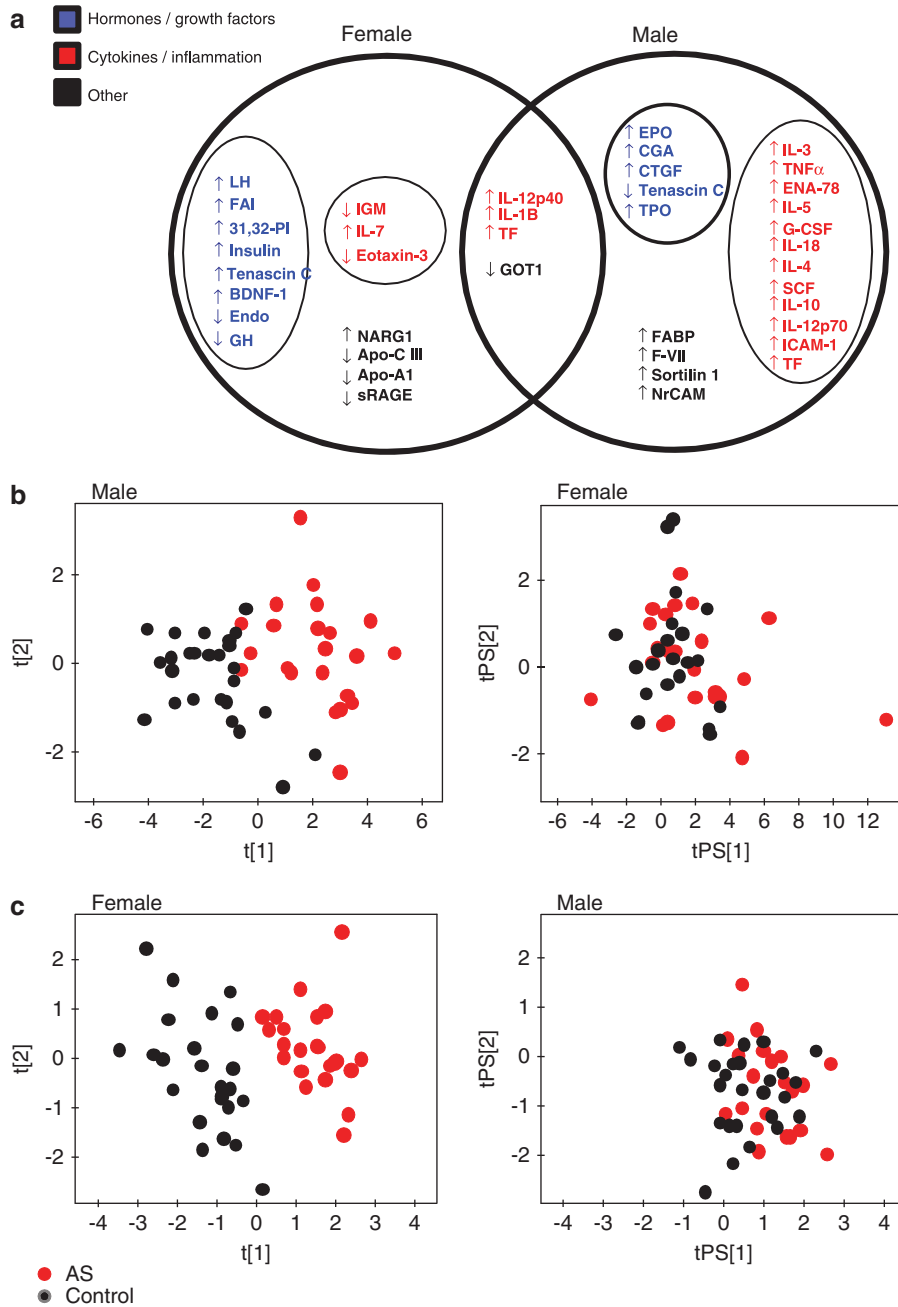 a
Hormones / growth factors
Cytokines / inflammation
Other
Female
Male
↑ LH
↑ FAI
↑ 31,32-PI
↑ Insulin
↑ Tenascin C
↑ BDNF-1
↓ Endo
↓ GH
↓ IGM
↑ IL-7
↓ Eotaxin-3
↑ NARG1
↓ Apo-C III
↓ Apo-A1
↓ sRAGE
↑ IL-12p40
↑ IL-1B
↑ TF
↓ GOT1
↑ EPO
↑ CGA
↑ CTGF
↓ Tenascin C
↑ TPO
↑ FABP
↑ F-VII
↑ Sortilin 1
↑ NrCAM
↑ IL-3
↑ TNFα
↑ ENA-78
↑ IL-5
↑ G-CSF
↑ IL-18
↑ IL-4
↑ SCF
↑ IL-10
↑ IL-12p70
↑ ICAM-1
↑ TF
b
Male
t[2]
2
0
-2
-6 -4 -2 0 2 4 6
t[1]
Female
tPS[2]
2
0
-2
-4 -2 0 2 4 6 8 10 12
tPS[1]
c
Female
t[2]
2
1
0
-1
-2
-4 -3 -2 -1 0 1 2 3 4
t[1]
Male
tPS[2]
2
1
0
-1
-2
-4 -3 -2 -1 0 1 2 3 4
tPS[1]
AS
Control